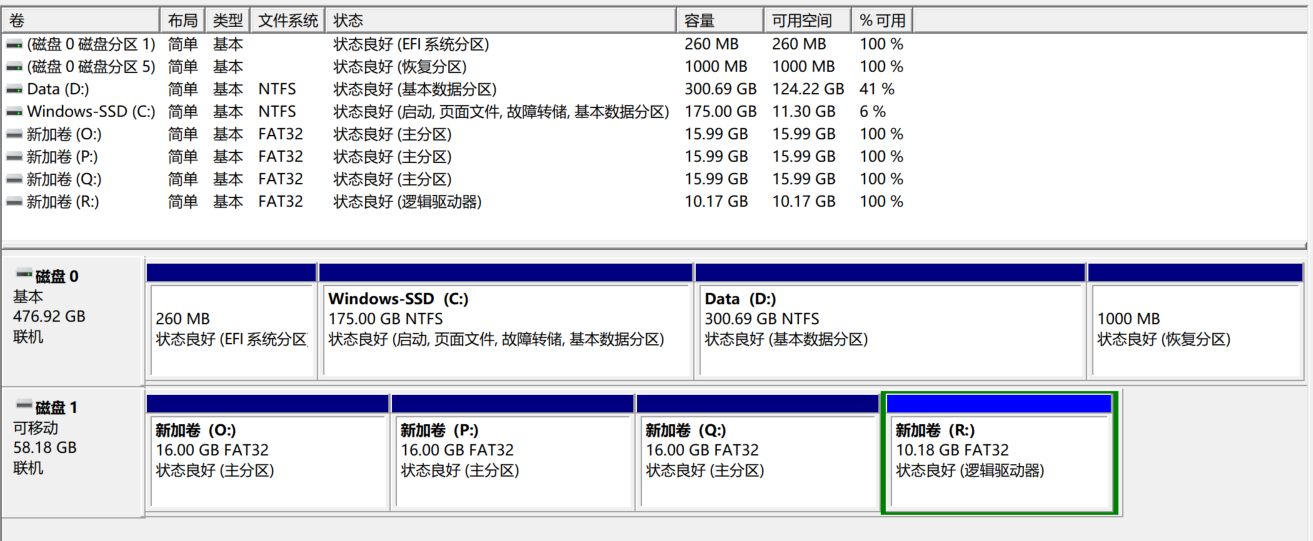 卷 布局 类型 文件系统 状态 容量 可用空间 % 可用
(磁盘 0 磁盘分区 1) 简单 基本 状态良好 (EFI 系统分区) 260 MB 260 MB 100 %
(磁盘 0 磁盘分区 5) 简单 基本 状态良好 (恢复分区) 1000 MB 1000 MB 100 %
Data (D:) 简单 基本 NTFS 状态良好 (基本数据分区) 300.69 GB 124.22 GB 41 %
Windows-SSD (C:) 简单 基本 NTFS 状态良好 (启动, 页面文件, 故障转储, 基本数据分区) 175.00 GB 11.30 GB 6 %
新加卷 (O:) 简单 基本 FAT32 状态良好 (主分区) 15.99 GB 15.99 GB 100 %
新加卷 (P:) 简单 基本 FAT32 状态良好 (主分区) 15.99 GB 15.99 GB 100 %
新加卷 (Q:) 简单 基本 FAT32 状态良好 (主分区) 15.99 GB 15.99 GB 100 %
新加卷 (R:) 简单 基本 FAT32 状态良好 (逻辑驱动器) 10.17 GB 10.17 GB 100 %
磁盘 0
基本
476.92 GB
联机
260 MB
状态良好 (EFI 系统分区
Windows-SSD (C:)
175.00 GB NTFS
状态良好 (启动, 页面文件, 故障转储, 基本数据分区)
Data (D:)
300.69 GB NTFS
状态良好 (基本数据分区)
1000 MB
状态良好 (恢复分区)
磁盘 1
可移动
58.18 GB
联机
新加卷 (O:)
16.00 GB FAT32
状态良好 (主分区)
新加卷 (P:)
16.00 GB FAT32
状态良好 (主分区)
新加卷 (Q:)
16.00 GB FAT32
状态良好 (主分区)
新加卷 (R:)
10.18 GB FAT32
状态良好 (逻辑驱动器)